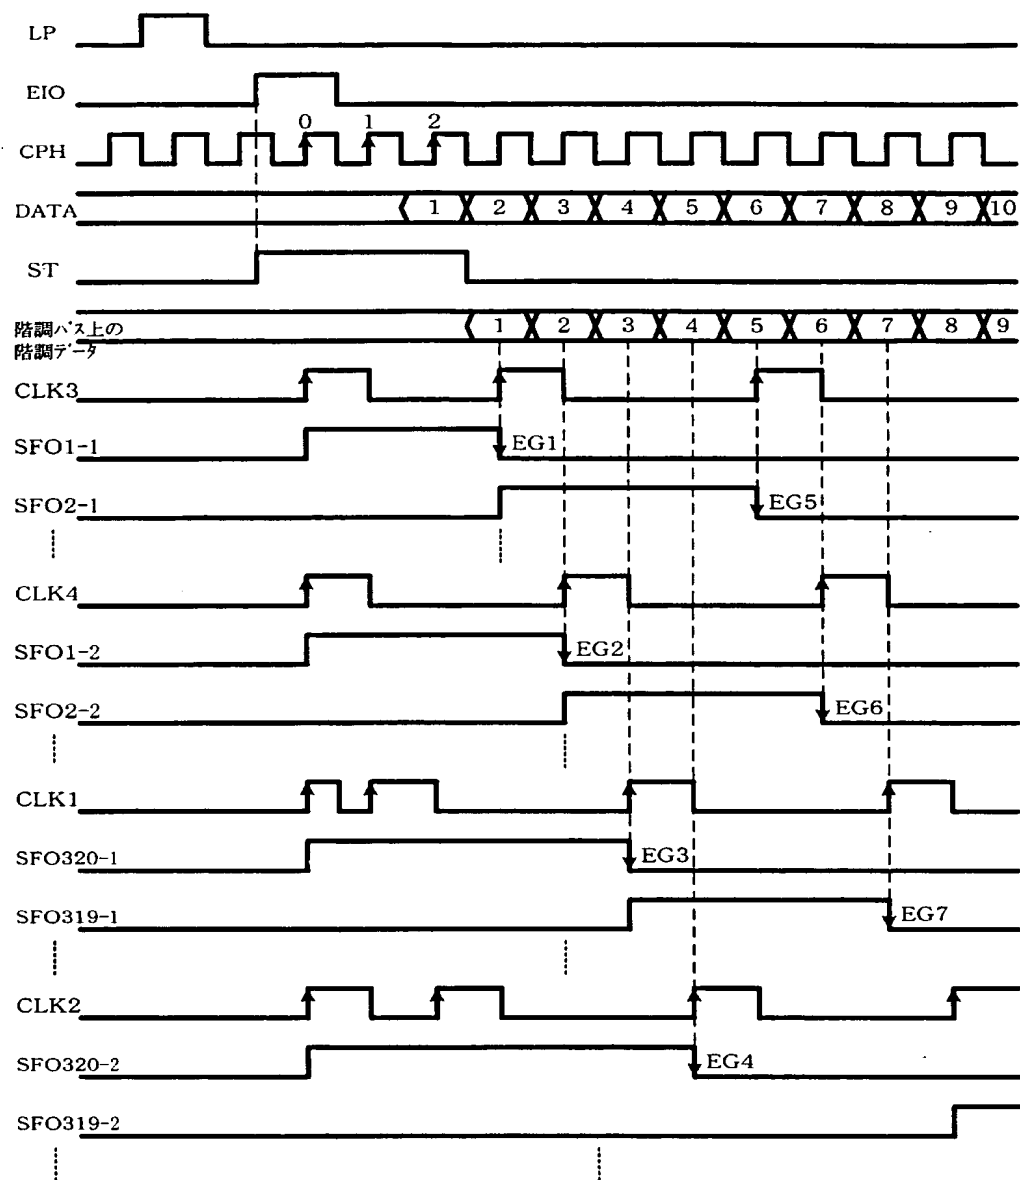 LP
EIO
0 1 2
CPH
DATA 1 2 3 4 5 6 7 8 9 10
ST
階調バス上の 1 2 3 4 5 6 7 8 9
階調データ
CLK3
SFO1-1 EG1
SFO2-1 EG5
CLK4
SFO1-2 EG2
SFO2-2 EG6
CLK1
SFO320-1 EG3
SFO319-1 EG7
CLK2
SFO320-2 EG4
SFO319-2